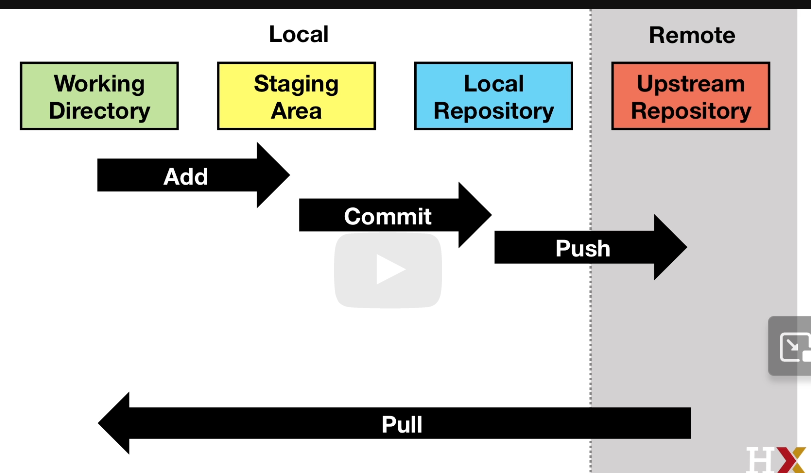 Local
Remote
Working
Directory
Staging
Area
Local
Repository
Upstream
Repository
Add
Commit
Push
Pull
HX